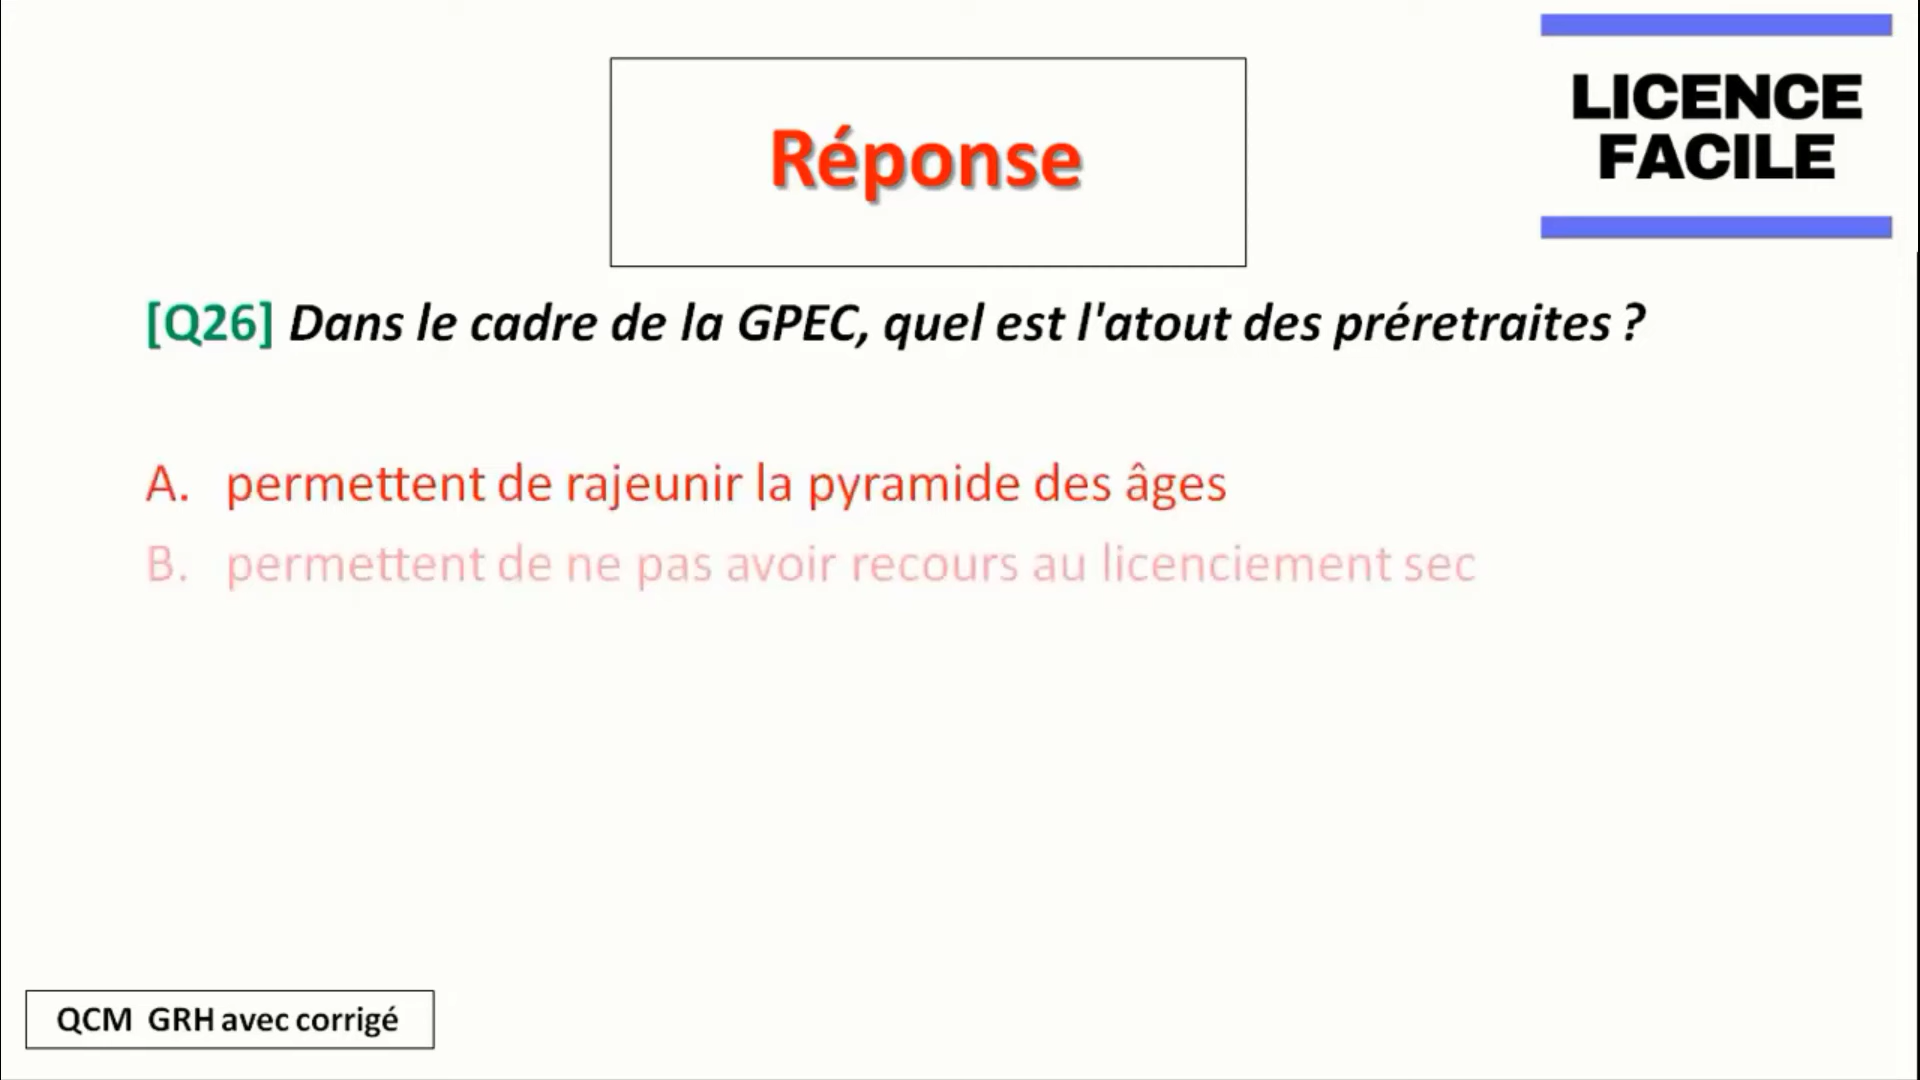 LICENCE
FACILE
Réponse
[Q26] Dans le cadre de la GPEC, quel est l'atout des préretraites ?
A. permettent de rajeunir la pyramide des âges
B. permettent de ne pas avoir recours au licenciement sec
QCM GRH avec corrigé